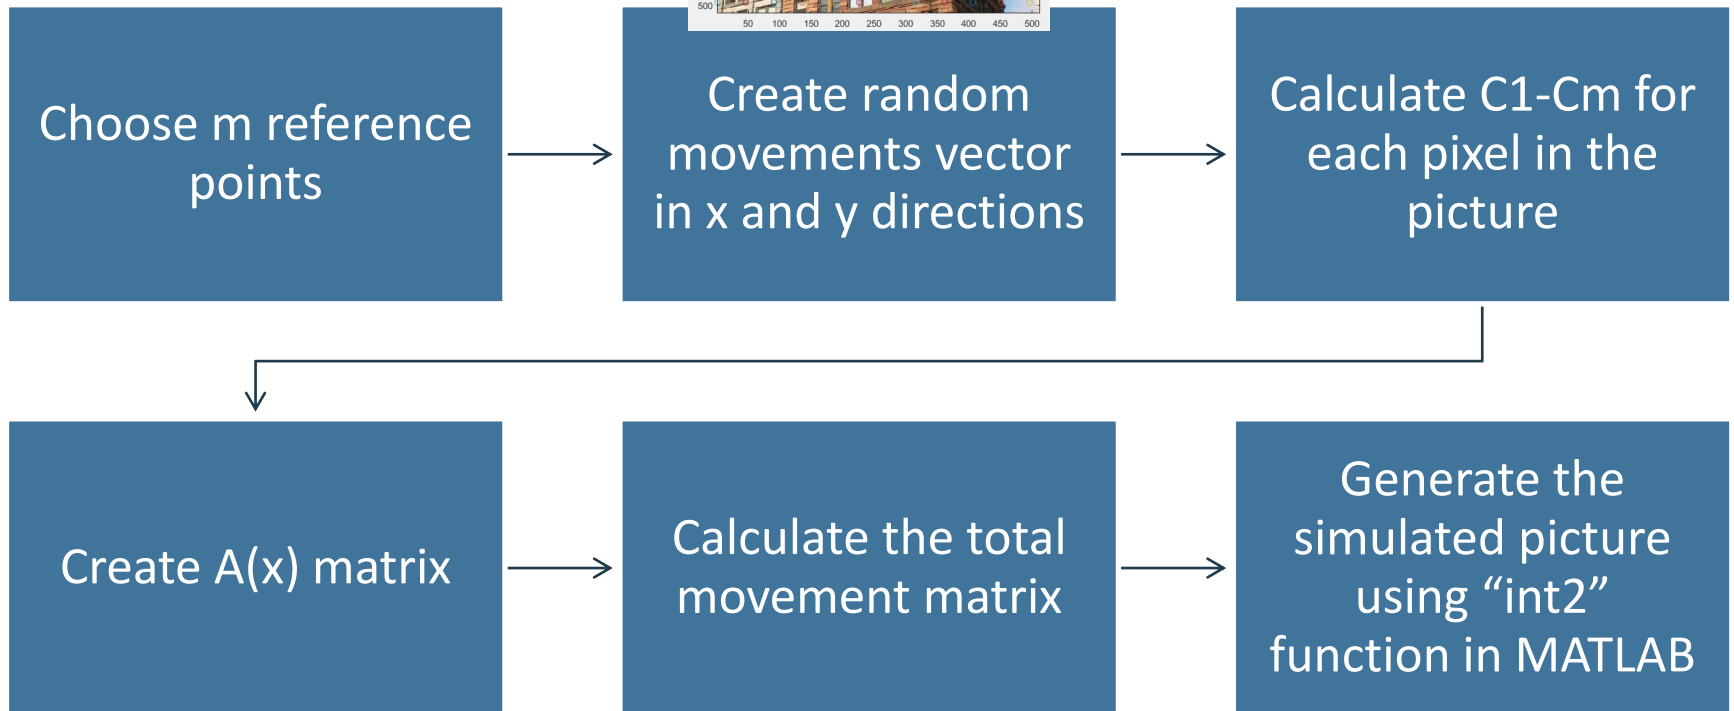 500
50 100 150 200 250 300 350 400 450 500
Choose m reference
points
Create random
movements vector
in x and y directions
Calculate C1-Cm for
each pixel in the
picture
Create A(x) matrix
Calculate the total
movement matrix
Generate the
simulated picture
using “int2”
function in MATLAB